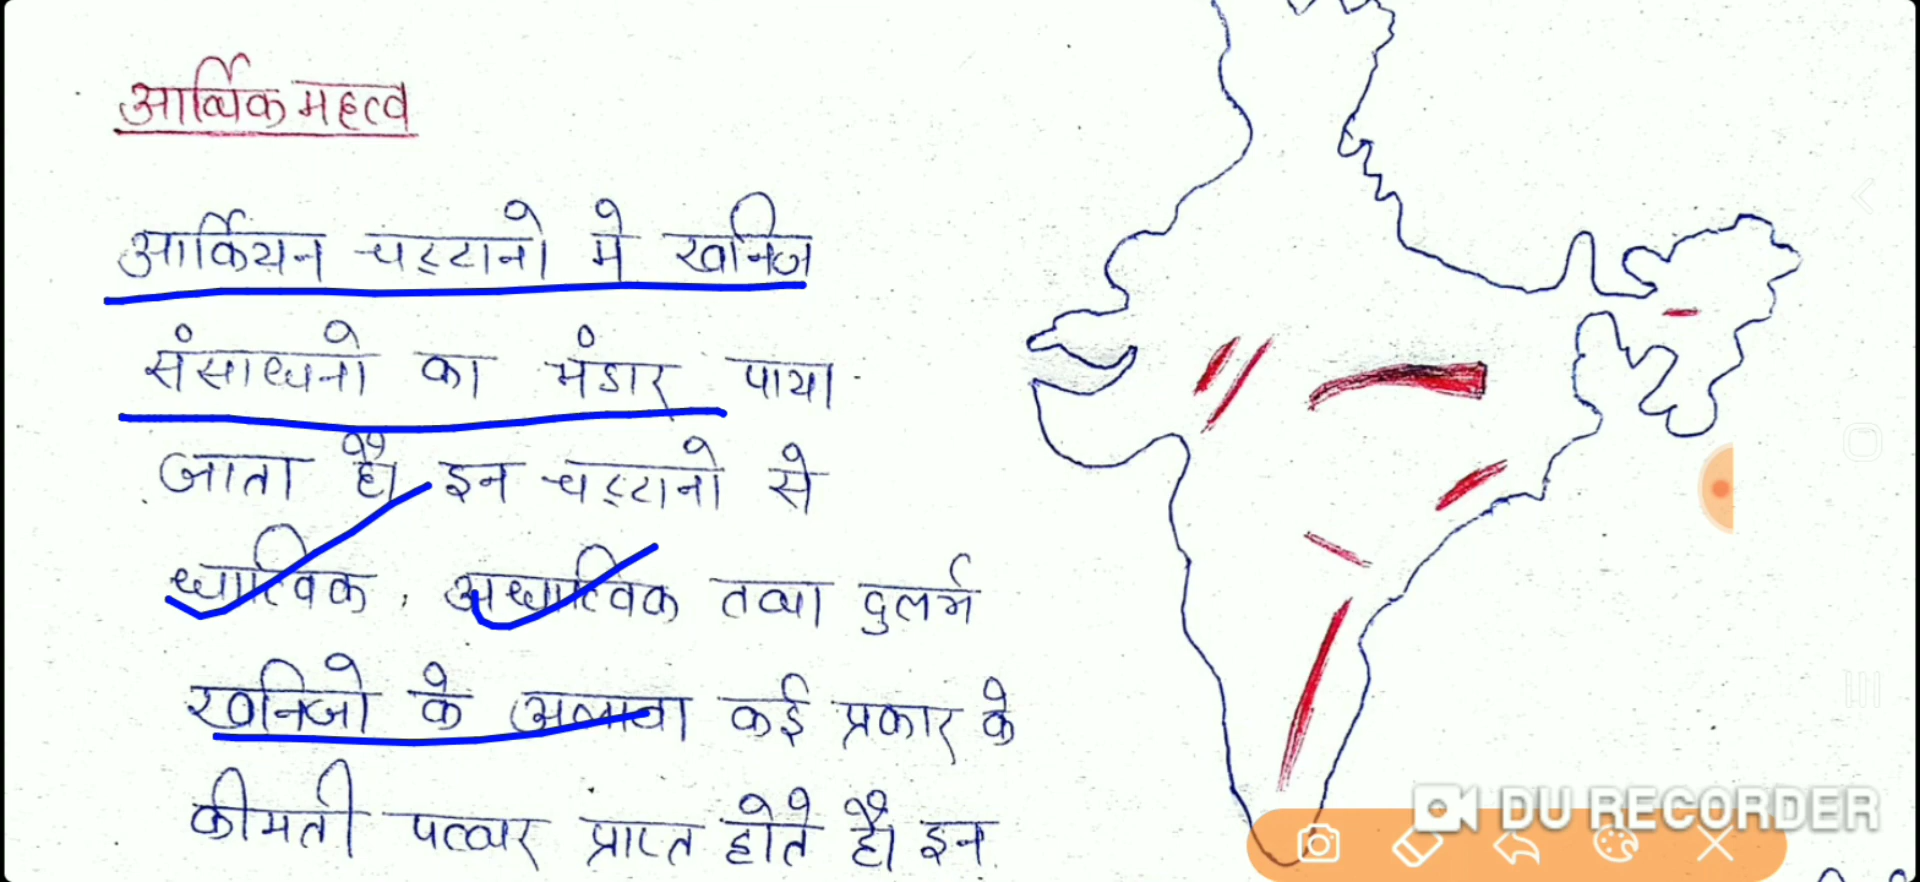 आर्थिक महत्व
आर्कियन चट्टानो मे खनिज
संसाधनो का भंडार पाया
जाता है। इन चट्टानो से
धात्विक, अधात्विक तथा दुलर्भ
खनिजो के अलावा कई प्रकार के
कीमती पत्थर प्राप्त होते है। इन
DU RECORDER